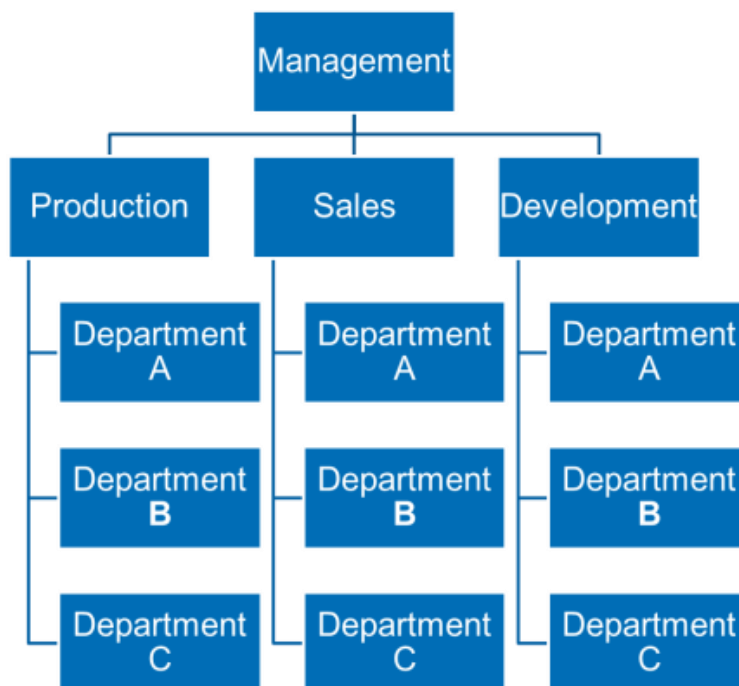 Management
Production
Sales
Development
Department
A
Department
A
Department
A
Department
B
Department
B
Department
B
Department
C
Department
C
Department
C